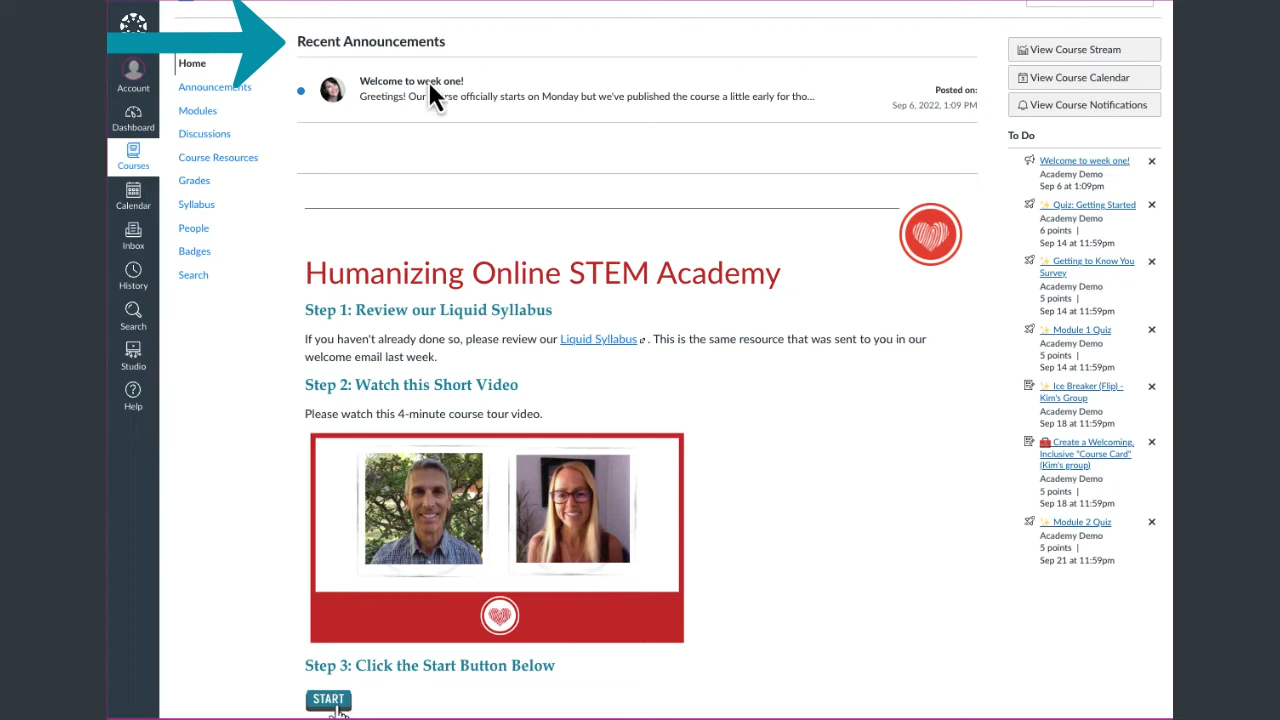 Account
Dashboard
Courses
Calendar
Inbox
History
Search
Studio
Help
Home
Announcements
Modules
Discussions
Course Resources
Grades
Syllabus
People
Badges
Search
Recent Announcements
Welcome to week one!
Greetings! Our officially starts on Monday but we've published the course a little early for tho...
Posted on:
Sep 6, 2022, 1:09 PM
Humanizing Online STEM Academy
Step 1: Review our Liquid Syllabus
If you haven't already done so, please review our Liquid Syllabus. This is the same resource that was sent to you in our
welcome email last week.
Step 2: Watch this Short Video
Please watch this 4-minute course tour video.
Step 3: Click the Start Button Below
START
View Course Stream
View Course Calendar
View Course Notifications
To Do
Welcome to week one!
Academy Demo
Sep 6 at 1:09pm
✨ Quiz: Getting Started
Academy Demo
6 points |
Sep 14 at 11:59pm
✨ Getting to Know You
Survey
Academy Demo
5 points |
Sep 14 at 11:59pm
✨ Module 1 Quiz
Academy Demo
5 points |
Sep 14 at 11:59pm
✨ Ice Breaker (Flip) -
Kim's Group
Academy Demo
Sep 18 at 11:59pm
🧰 Create a Welcoming,
Inclusive "Course Card"
(Kim's group)
Academy Demo
5 points |
Sep 18 at 11:59pm
✨ Module 2 Quiz
Academy Demo
5 points |
Sep 21 at 11:59pm